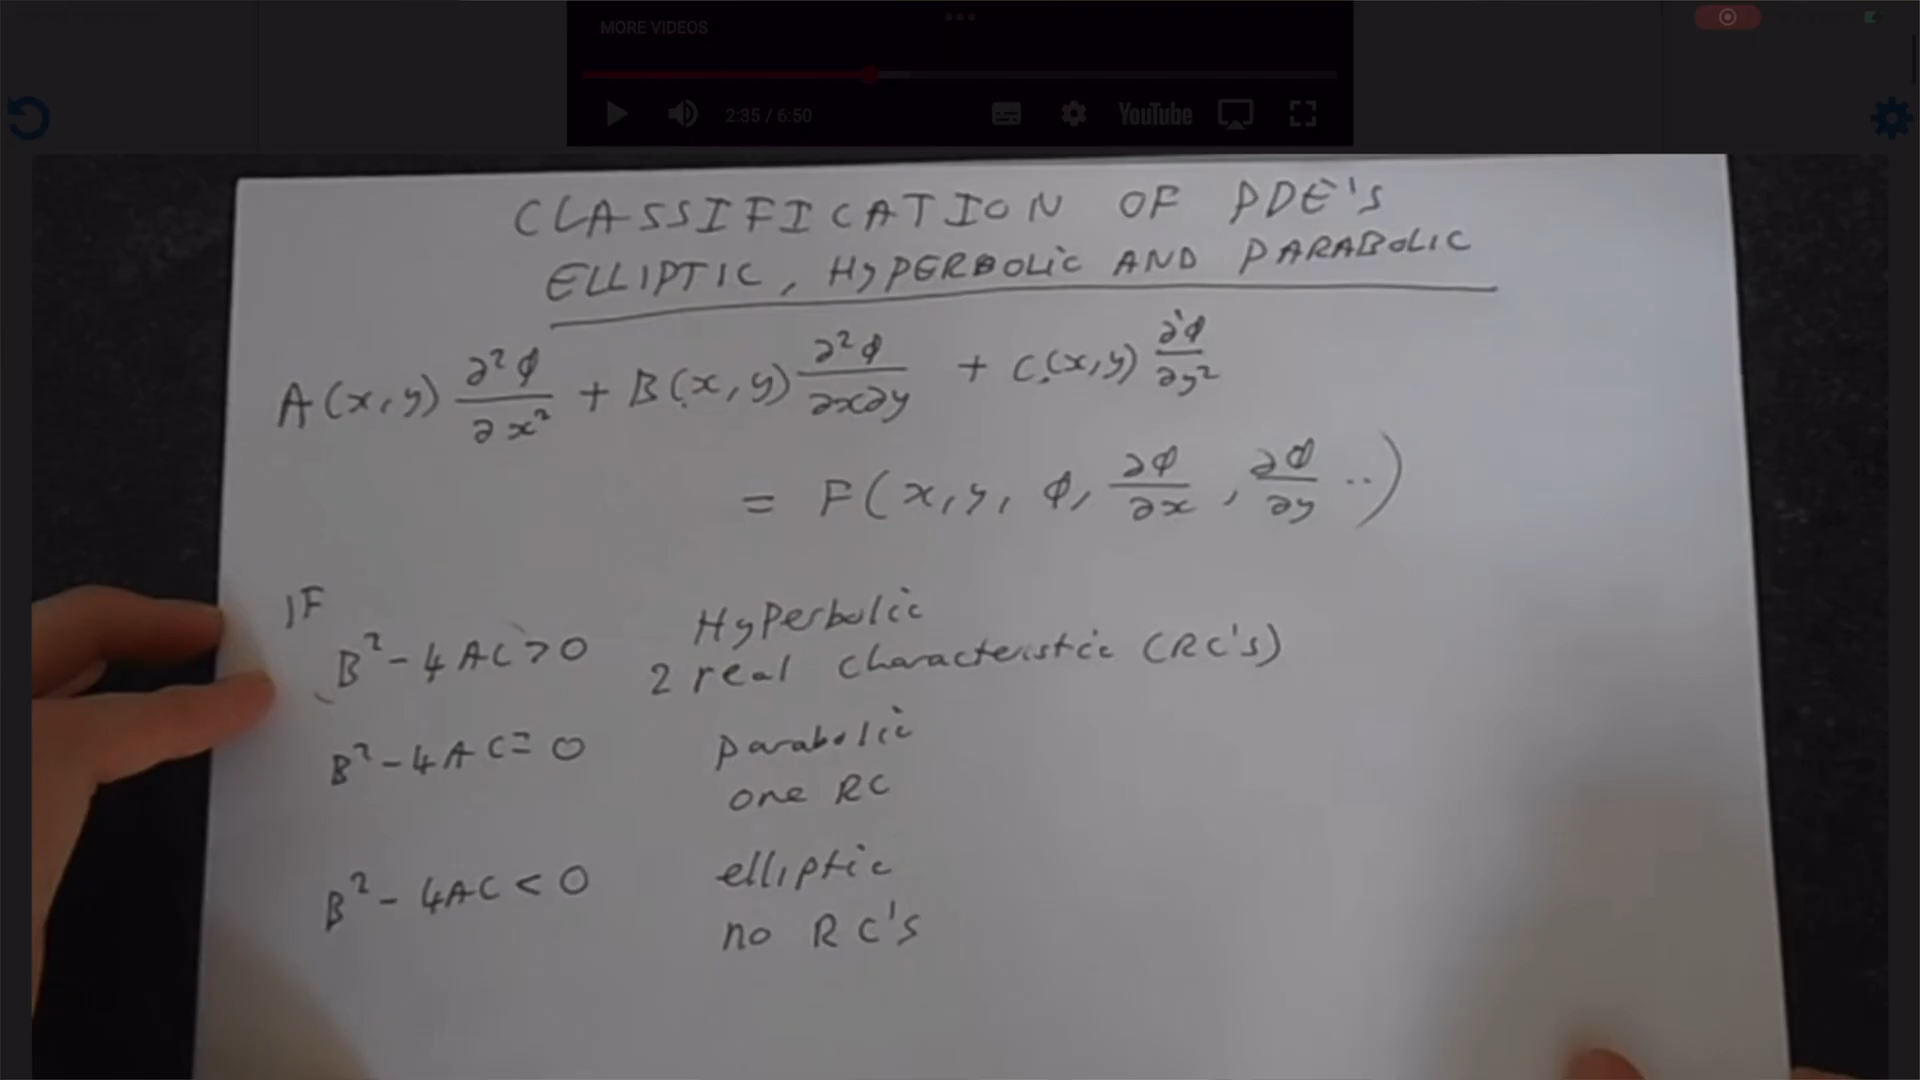 MORE VIDEOS
2:35 / 6:50
YouTube
CLASSIFICATION OF PDE'S
ELLIPTIC, HyPERBOLic AND PARABOLIC
A(x,y) ∂²φ/∂x² + B(x,y) ∂²φ/∂x∂y + C(x,y) ∂²φ/∂y²
= F(x, y, φ, ∂φ/∂x, ∂φ/∂y ..)
IF
B² - 4AC > 0 HyPerbolic
2 real characteristic (RC's)
B² - 4AC = 0 parabolic
one RC
B² - 4AC < 0 elliptic
no RC's